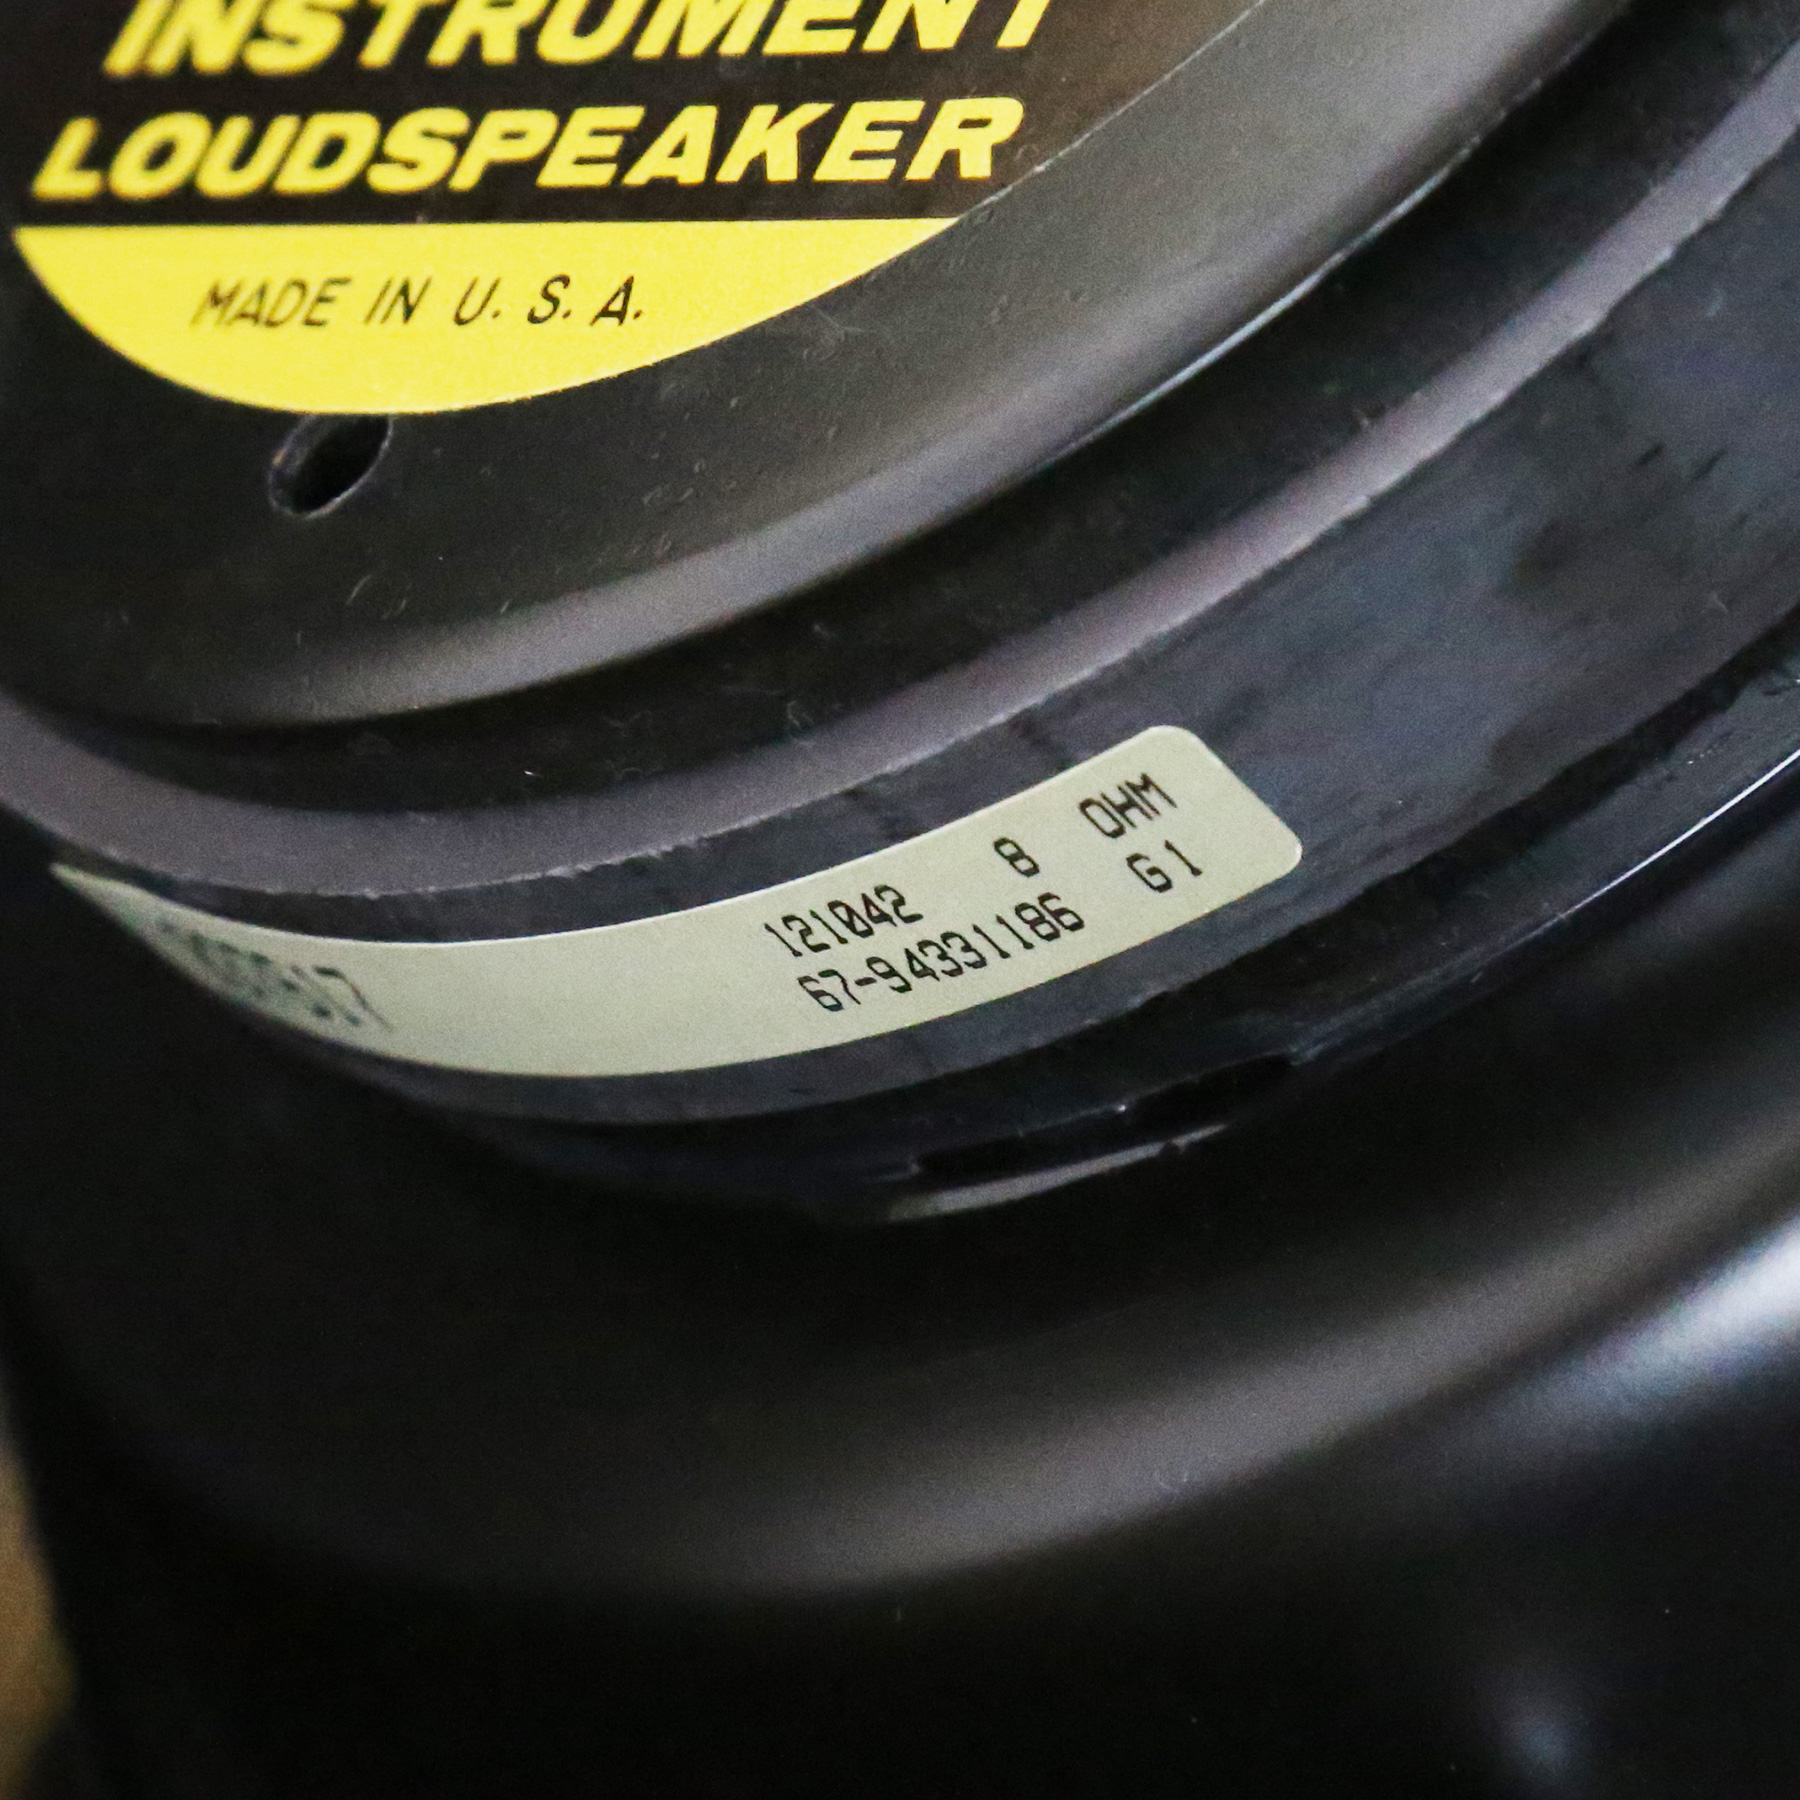 INSTRUMENT
LOUDSPEAKER
MADE IN U. S. A.
121042 8 OHM
67-94331186 G1